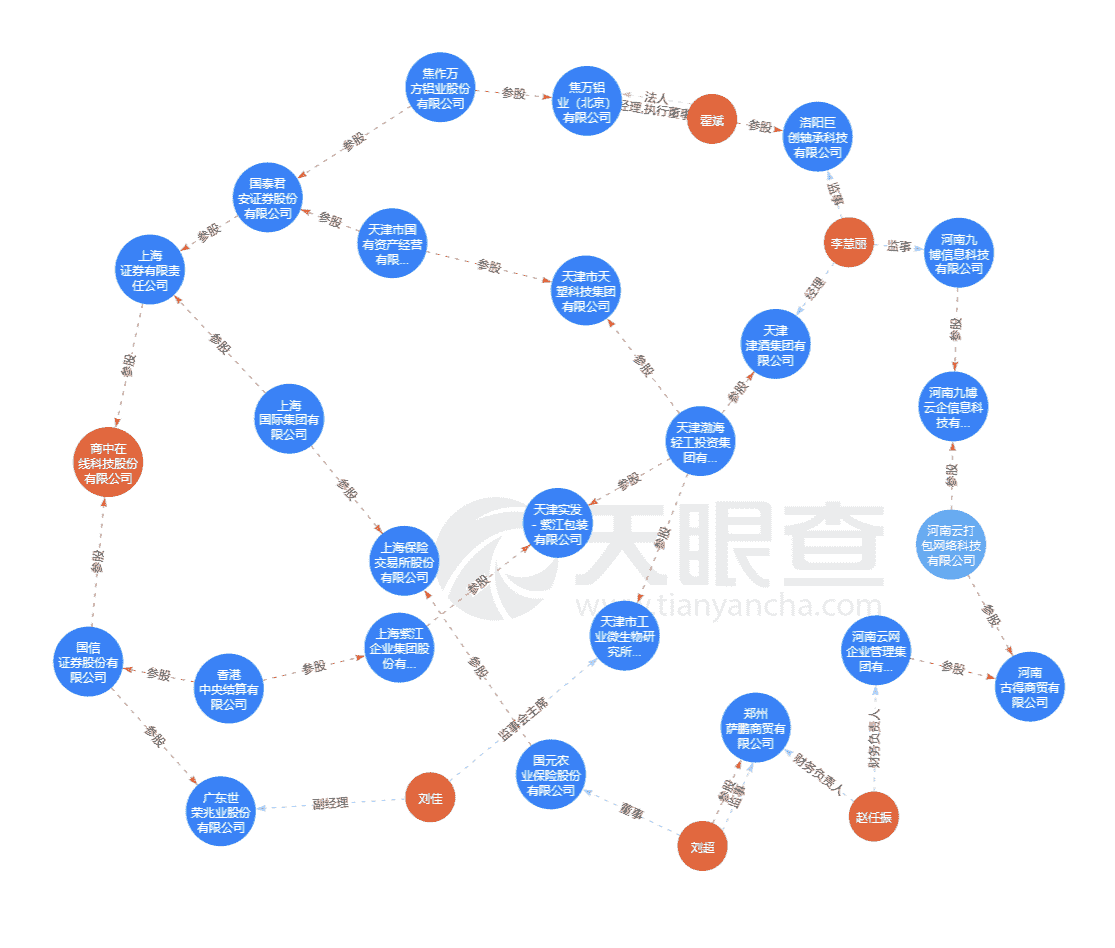 焦作万
方铝业股份
有限公司
参股
焦万铝
业（北京）
有限公司
法人
经理,执行董事
霍斌
参股
洛阳巨
创轴承科技
有限公司
参股
国泰君
安证券股份
有限公司
参股
天津市国
有资产经营
有限...
参股
监事
李慧丽
监事
河南九
博信息科技
有限公司
上海
证券有限责
任公司
参股
天津市天
塑科技集团
有限公司
经理
天津
津酒集团有
限公司
参股
参股
参股
参股
参股
河南九博
云企信息科
技有...
上海
国际集团有
限公司
商中在
线科技股份
有限公司
天津渤海
轻工投资集
团有...
参股
参股
参股
参股
天津实发
-紫江包装
有限公司
河南云打
包网络科技
有限公司
天眼查
www.tianyancha.com
上海保险
交易所股份
有限公司
参股
参股
参股
参股
天津市工
业微生物研
究所...
河南云网
企业管理集
团有...
参股
河南
古得商贸有
限公司
国信
证券股份有
限公司
参股
香港
中央结算有
限公司
参股
上海紫江
企业集团股
份有...
参股
参股
监事会主席
郑州
萨鹏商贸有
限公司
财务负责人
财务负责人
国元农
业保险股份
有限公司
广东世
荣兆业股份
有限公司
副经理
刘佳
董事
参股
监事
刘超
赵任振